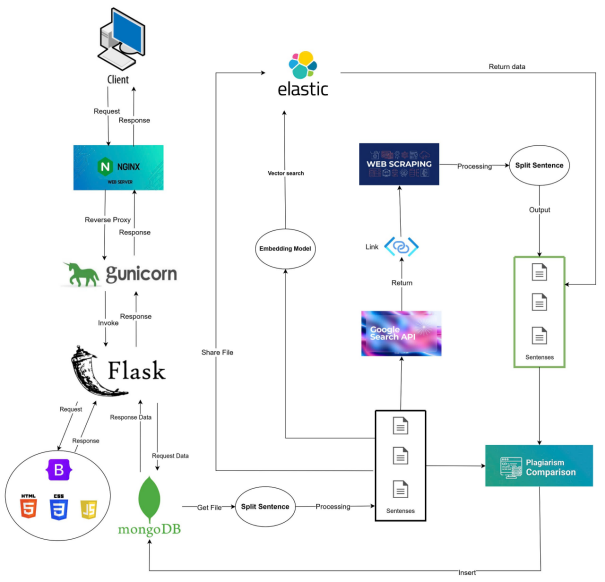 Client
Request
Response
N
NGINX
WEB SERVER
Reverse Proxy
Response
gunicorn
Invoke
Response
Flask
Request
Response
B
HTML
5
CSS
3
JS
Response Data
Request Data
mongoDB
Get File
Split Sentence
Processing
Share File
elastic
Return data
Vector search
Embedding Model
WEB SCRAPING
Processing
Split Sentence
Link
Output
Return
Google
Search API
Sentenses
Sentenses
Plagiarism
Comparison
Insert